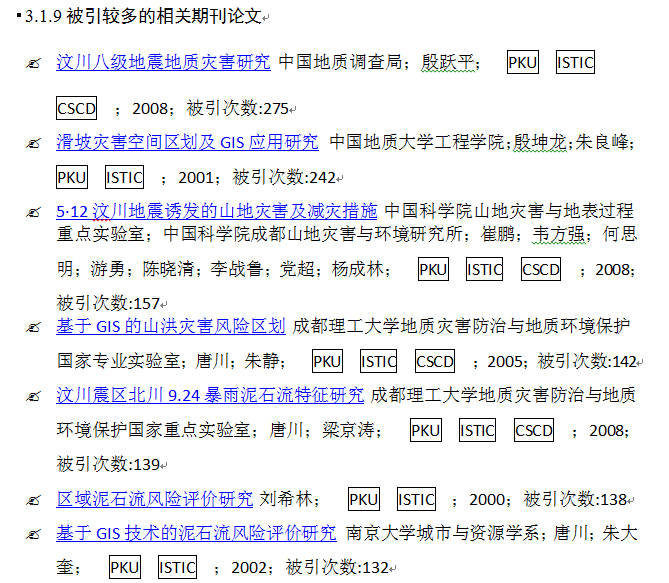 3.1.9 被引较多的相关期刊论文
汶川八级地震地质灾害研究 中国地质调查局；殷跃平； PKU ISTIC
CSCD ；2008；被引次数:275
滑坡灾害空间区划及 GIS 应用研究 中国地质大学工程学院；殷坤龙；朱良峰；
PKU ISTIC ；2001；被引次数:242
5·12 汶川地震诱发的山地灾害及减灾措施 中国科学院山地灾害与地表过程
重点实验室；中国科学院成都山地灾害与环境研究所；崔鹏；韦方强；何思
明；游勇；陈晓清；李战鲁；党超；杨成林； PKU ISTIC CSCD ；2008；
被引次数:157
基于 GIS 的山洪灾害风险区划 成都理工大学地质灾害防治与地质环境保护
国家专业实验室；唐川；朱静； PKU ISTIC CSCD ；2005；被引次数:142
汶川震区北川 9.24 暴雨泥石流特征研究 成都理工大学地质灾害防治与地质
环境保护国家重点实验室；唐川；梁京涛； PKU ISTIC CSCD ；2008；
被引次数:139
区域泥石流风险评价研究 刘希林； PKU ISTIC ；2000；被引次数:138
基于 GIS 技术的泥石流风险评价研究 南京大学城市与资源学系；唐川；朱大
奎； PKU ISTIC ；2002；被引次数:132